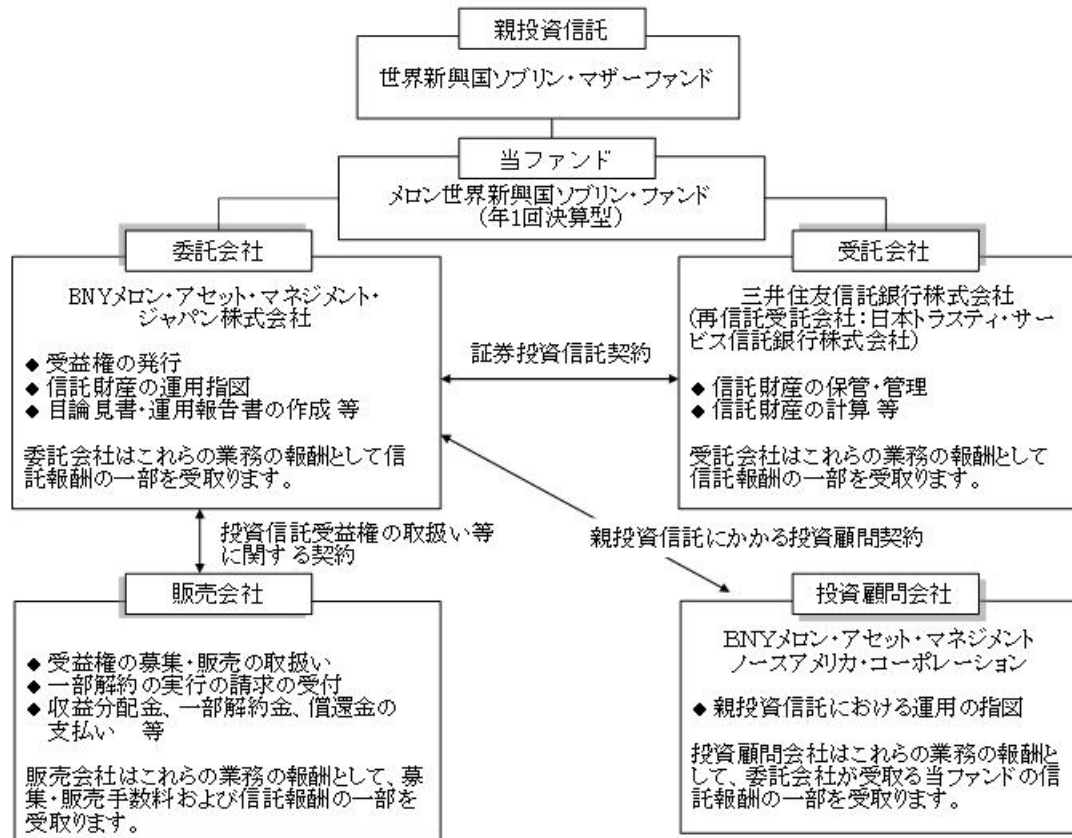 親投資信託
世界新興国ソブリン・マザーファンド
当ファンド
メロン世界新興国ソブリン・ファンド
(年1回決算型)
委託会社
BNYメロン・アセット・マネジメント・
ジャパン株式会社
◆ 受益権の発行
◆ 信託財産の運用指図
◆ 目論見書・運用報告書の作成 等
委託会社はこれらの業務の報酬として信
託報酬の一部を受取ります。
証券投資信託契約
受託会社
三井住友信託銀行株式会社
(再信託受託会社:日本トラスティ・サー
ビス信託銀行株式会社)
◆ 信託財産の保管・管理
◆ 信託財産の計算 等
受託会社はこれらの業務の報酬として
信託報酬の一部を受取ります。
投資信託受益権の取扱い等
に関する契約
親投資信託にかかる投資顧問契約
販売会社
◆ 受益権の募集・販売の取扱い
◆ 一部解約の実行の請求の受付
◆ 収益分配金、一部解約金、償還金の
支払い 等
販売会社はこれらの業務の報酬として、募
集・販売手数料および信託報酬の一部を
受取ります。
投資顧問会社
BNYメロン・アセット・マネジメント
ノースアメリカ・コーポレーション
◆ 親投資信託における運用の指図
投資顧問会社はこれらの業務の報酬と
して、委託会社が受取る当ファンドの信
託報酬の一部を受取ります。